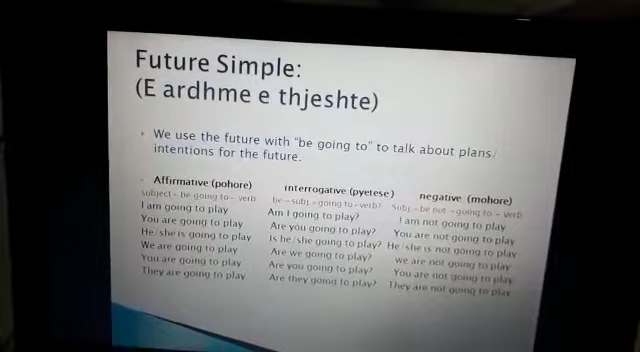 Future Simple:
(E ardhme e thjeshte)
We use the future with "be going to" to talk about plans/
intentions for the future.
Affirmative (pohore)
subject - be going to - verb
I am going to play
You are going to play
He/she is going to play
We are going to play
You are going to play
They are going to play
interrogative (pyetese)
be - subj. - going to - verb?
Am I going to play?
Are you going to play?
Is he/she going to play?
Are we going to play?
Are you going to play?
Are they going to play?
negative (mohore)
Subj. - be not - going to - verb
I am not going to play
You are not going to play
He/she is not going to play
we are not going to play
You are not going to play
They are not going to play